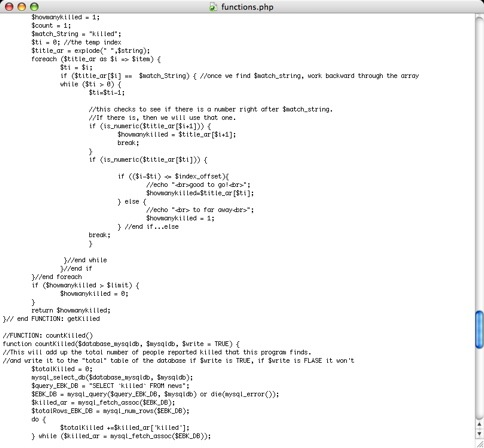 functions.php
$howmanykilled = 1;
$count = 1;
$match_String = "killed";
$ti = 0; //the temp index
$title_ar = explode(" ",$string);
foreach ($title_ar as $i => $item) {
$ti = $i;
if ($title_ar[$i] == $match_String) { //once we find $match_string, work backward through the array
while ($ti > 0) {
$ti=$ti-1;
//this checks to see if there is a number right after $match_string.
//If there is, then we will use that one.
if (is_numeric($title_ar[$i+1])) {
$howmanykilled = $title_ar[$i+1];
break;
}
if (is_numeric($title_ar[$ti])) {
if (($i-$ti) <= $index_offset){
//echo "<br>good to go!<br>";
$howmanykilled=$title_ar[$ti];
} else {
//echo "<br> to far away<br>";
$howmanykilled = 1;
} //end if...else
break;
}
}//end while
}//end if
}//end foreach
if ($howmanykilled > $limit) {
$howmanykilled = 0;
}
return $howmanykilled;
}// end FUNCTION: getKilled
//FUNCTION: countKilled()
function countKilled($database_mysqldb, $mysqldb, $write = TRUE) {
//This will add up the total number of people reported killed that this program finds.
//and write it to the "total" table of the database if $write is TRUE, if $write is FLASE it won't
$totalKilled = 0;
mysql_select_db($database_mysqldb, $mysqldb);
$query_EBK_DB = "SELECT `killed` FROM news";
$EBK_DB = mysql_query($query_EBK_DB, $mysqldb) or die(mysql_error());
$killed_ar = mysql_fetch_assoc($EBK_DB);
$totalRows_EBK_DB = mysql_num_rows($EBK_DB);
do {
$totalKilled +=$killed_ar['killed'];
} while ($killed_ar = mysql_fetch_assoc($EBK_DB));